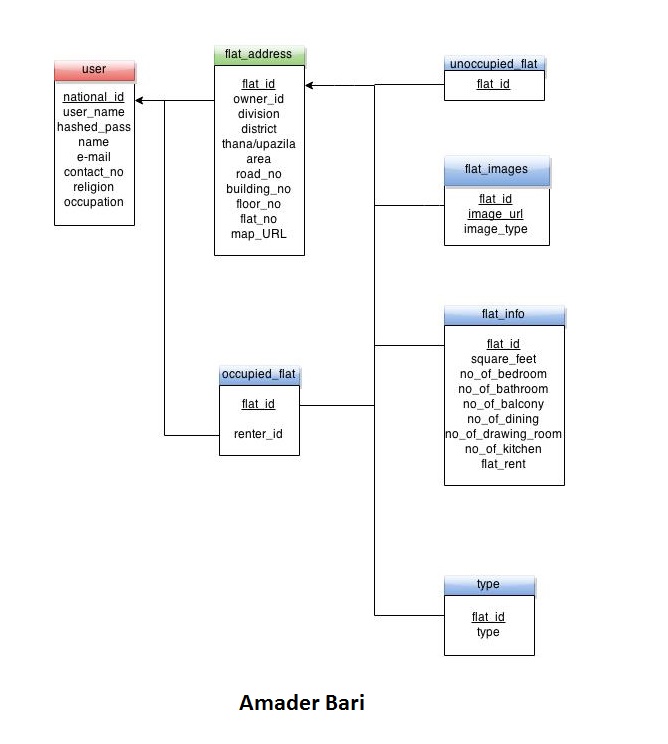 user
national_id
user_name
hashed_pass
name
e-mail
contact_no
religion
occupation
flat_address
flat_id
owner_id
division
district
thana/upazila
area
road_no
building_no
floor_no
flat_no
map_URL
unoccupied_flat
flat_id
flat_images
flat_id
image_url
image_type
flat_info
flat_id
square_feet
no_of_bedroom
no_of_bathroom
no_of_balcony
no_of_dining
no_of_drawing_room
no_of_kitchen
flat_rent
occupied_flat
flat_id
renter_id
type
flat_id
type
Amader Bari